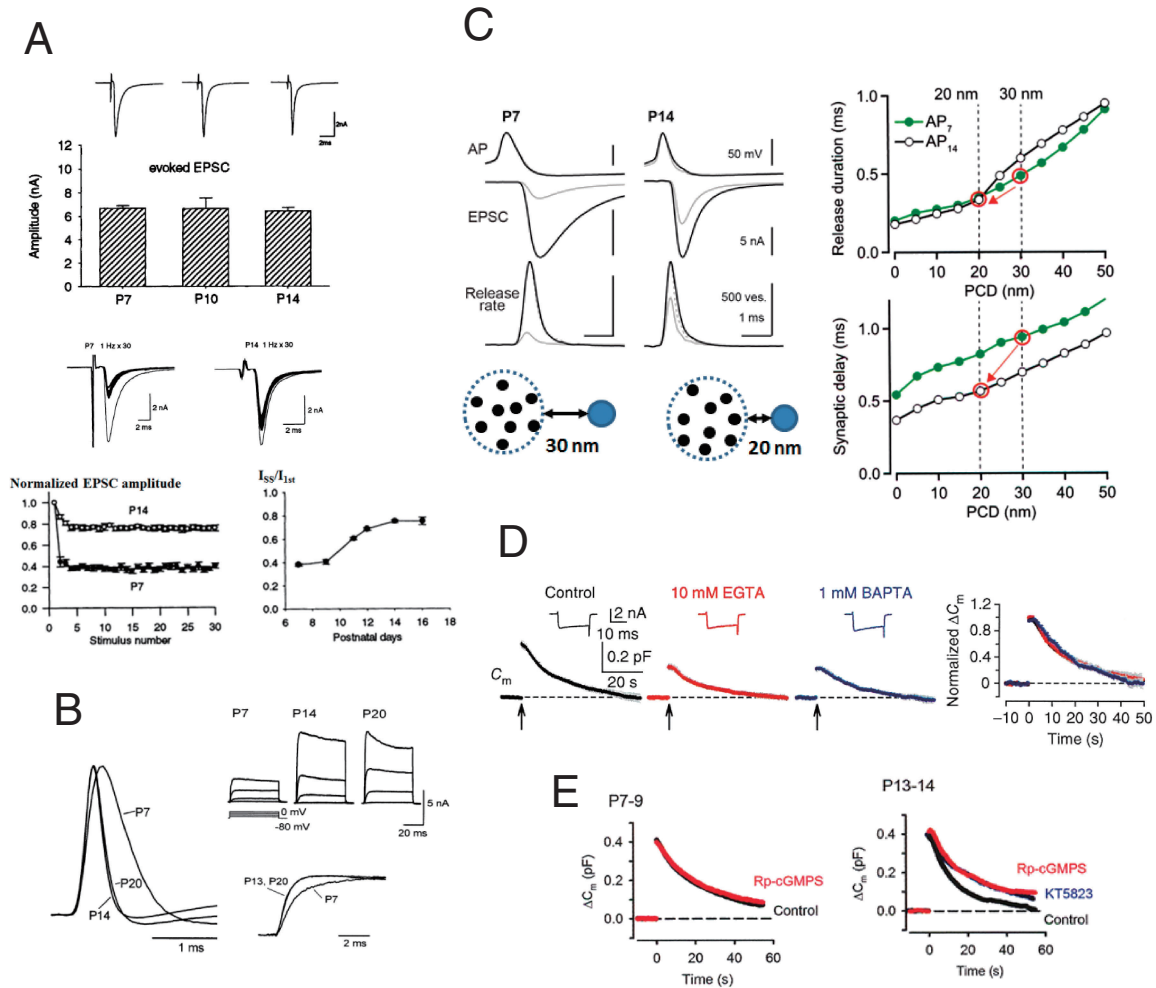 A
2nA
2ms
12
10
8
6
4
2
0
Amplitude (nA)
evoked EPSC
P7 P10 P14
P7 1 Hz x 30
2 nA
2 ms
P14 1 Hz x 30
2 nA
2 ms
Normalized EPSC amplitude
1.0
0.8
0.6
0.4
0.2
0.0
P14
P7
0 5 10 15 20 25 30
Stimulus number
ISS/I1st
1.0
0.8
0.6
0.4
0.2
0.0
6 8 10 12 14 16 18
Postnatal days
B
P7
P20
P14
1 ms
P7 P14 P20
0 mV
-80 mV
5 nA
20 ms
P13, P20
P7
2 ms
C
P7 P14
AP
50 mV
EPSC
5 nA
Release
rate
500 ves.
1 ms
30 nm
20 nm
20 nm 30 nm
AP7
AP14
Release duration (ms)
1.0
0.5
0.0
0 10 20 30 40 50
PCD (nm)
Synaptic delay (ms)
1.0
0.5
0.0
0 10 20 30 40 50
PCD (nm)
D
Control
2 nA
10 ms
0.2 pF
20 s
Cm
10 mM EGTA
1 mM BAPTA
Normalized ΔCm
1.2
0.8
0.4
0
−10 0 10 20 30 40 50
Time (s)
E
P7-9
ΔCm (pF)
0.4
0.2
0.0
Rp-cGMPS
Control
0 20 40 60
Time (s)
P13-14
ΔCm (pF)
0.4
0.2
0.0
Rp-cGMPS
KT5823
Control
0 20 40 60
Time (s)